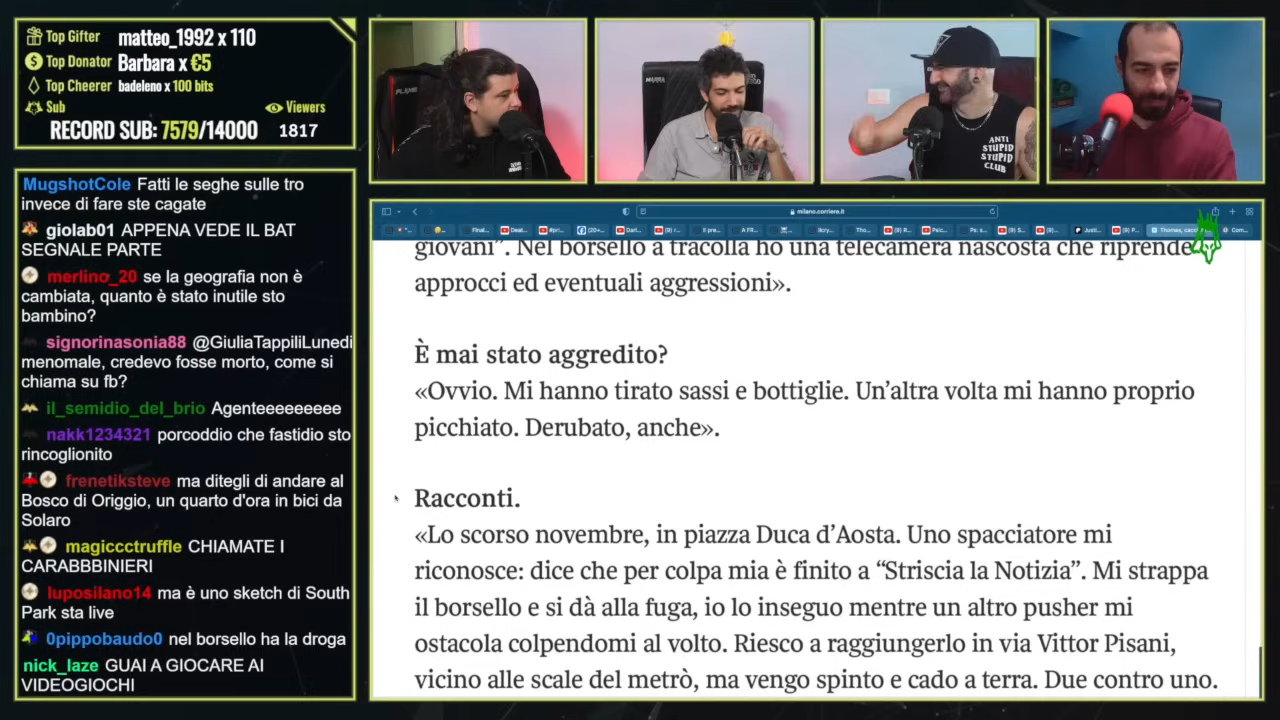 Top Gifter matteo_1992 x 110
Top Donator Barbara x €5
Top Cheerer badeleno x 100 bits
Sub Viewers
RECORD SUB: 7579/14000 1817
MugshotCole Fatti le seghe sulle tro
invece di fare ste cagate
giolab01 APPENA VEDE IL BAT
SEGNALE PARTE
merlino_20 se la geografia non è
cambiata, quanto è stato inutile sto
bambino?
signorinasonia88 @GiuliaTappiliLunedi
menomale, credevo fosse morto, come si
chiama su fb?
il_semidio_del_brio Agenteeeeeeee
nakk1234321 porcoddio che fastidio sto
rincoglionito
frenetiksteve ma ditegli di andare al
Bosco di Origgio, un quarto d'ora in bici da
Solaro
magiccctruffle CHIAMATE I
CARABBBINIERI
luposilano14 ma è uno sketch di South
Park sta live
0pippobaudo0 nel borsello ha la droga
nick_laze GUAI A GIOCARE AI
VIDEOGIOCHI
MARRA
ANTI
STUPID
STUPID
CLUB
milano.corriere.it
giovani”. Nel borsello a tracolla ho una telecamera nascosta che riprende
approcci ed eventuali aggressioni».
È mai stato aggredito?
«Ovvio. Mi hanno tirato sassi e bottiglie. Un’altra volta mi hanno proprio
picchiato. Derubato, anche».
Racconti.
«Lo scorso novembre, in piazza Duca d’Aosta. Uno spacciatore mi
riconosce: dice che per colpa mia è finito a “Striscia la Notizia”. Mi strappa
il borsello e si dà alla fuga, io lo inseguo mentre un altro pusher mi
ostacola colpendomi al volto. Riesco a raggiungerlo in via Vittor Pisani,
vicino alle scale del metrò, ma vengo spinto e cado a terra. Due contro uno.